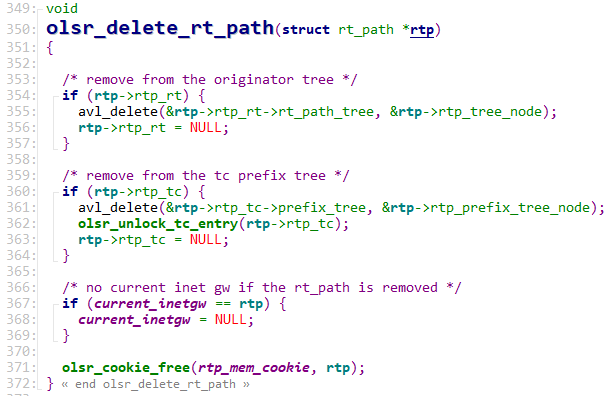 349: void
350: olsr_delete_rt_path(struct rt_path *rtp)
351: {
352:
353: /* remove from the originator tree */
354: if (rtp->rtp_rt) {
355: avl_delete(&rtp->rtp_rt->rt_path_tree, &rtp->rtp_tree_node);
356: rtp->rtp_rt = NULL;
357: }
358:
359: /* remove from the tc prefix tree */
360: if (rtp->rtp_tc) {
361: avl_delete(&rtp->rtp_tc->prefix_tree, &rtp->rtp_prefix_tree_node);
362: olsr_unlock_tc_entry(rtp->rtp_tc);
363: rtp->rtp_tc = NULL;
364: }
365:
366: /* no current inet gw if the rt_path is removed */
367: if (current_inetgw == rtp) {
368: current_inetgw = NULL;
369: }
370:
371: olsr_cookie_free(rtp_mem_cookie, rtp);
372: } « end olsr_delete_rt_path »